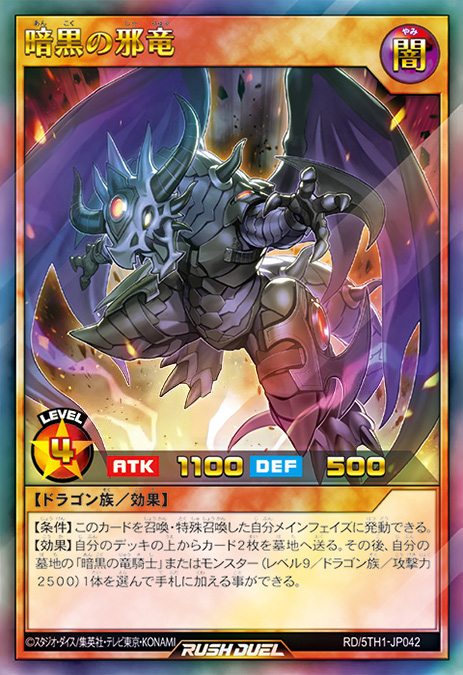 暗黒の邪竜
闇
LEVEL
4
ATK 1100 DEF 500
【ドラゴン族／効果】
【条件】このカードを召喚・特殊召喚した自分メインフェイズに発動できる。
【効果】自分のデッキの上からカード2枚を墓地へ送る。その後、自分の
墓地の「暗黒の竜騎士」またはモンスター（レベル9／ドラゴン族／攻撃力
2500）1体を選んで手札に加える事ができる。
©スタジオ・ダイス/集英社・テレビ東京・KONAMI
RUSH DUEL
RD/5TH1-JP042